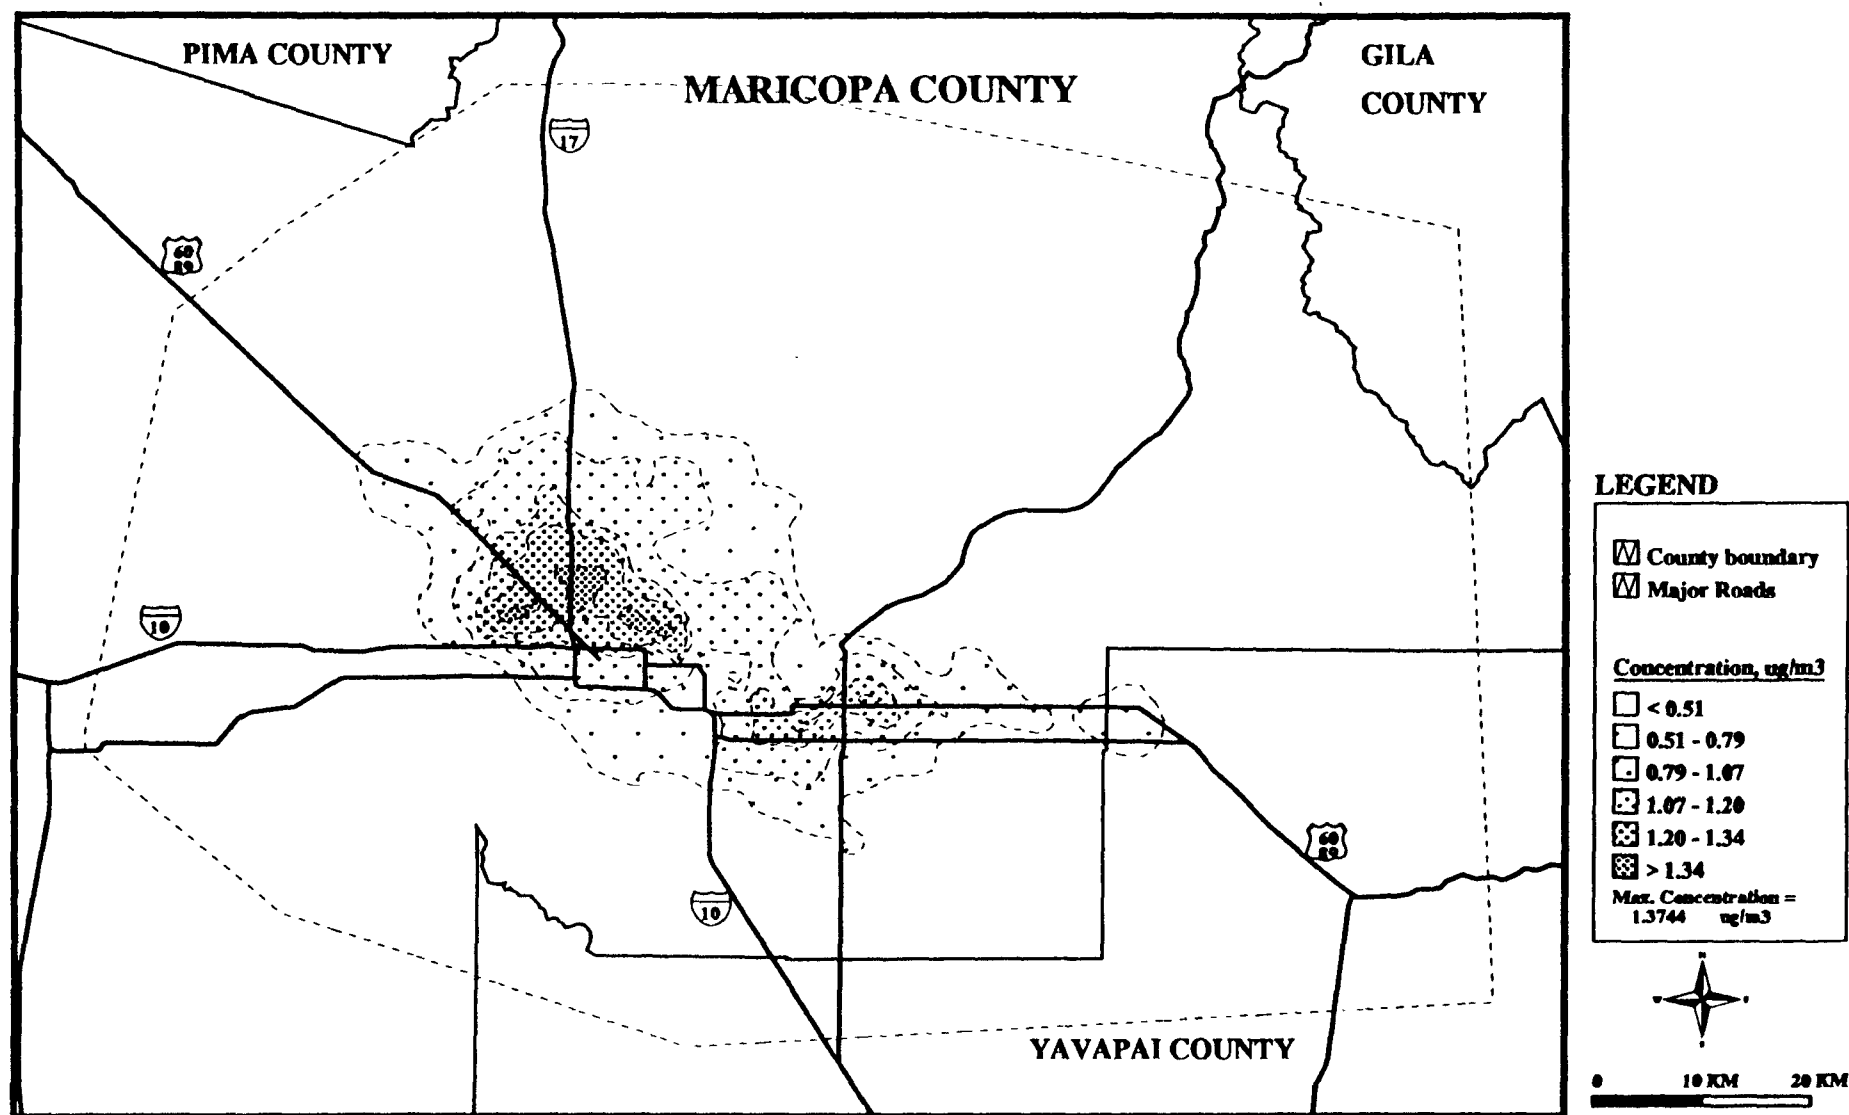 PIMA COUNTY
MARICOPA COUNTY
GILA
COUNTY
17
60
89
10
LEGEND
County boundary
Major Roads
Concentration, ug/m3
< 0.51
0.51 - 0.79
0.79 - 1.07
1.07 - 1.20
1.20 - 1.34
> 1.34
Max. Concentration =
1.3744 ug/m3
60
89
10
YAVAPAI COUNTY
0 10 KM 20 KM